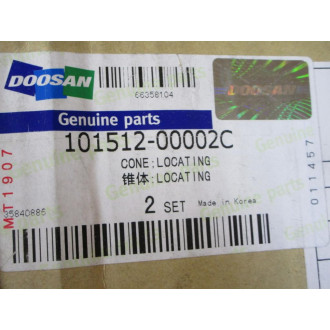 DOOSAN
66358104
Genuine parts
101512-00002C
CONE:LOCATING
锥体:LOCATING
2 SET
Made in Korea
35840886
MT1907
011457